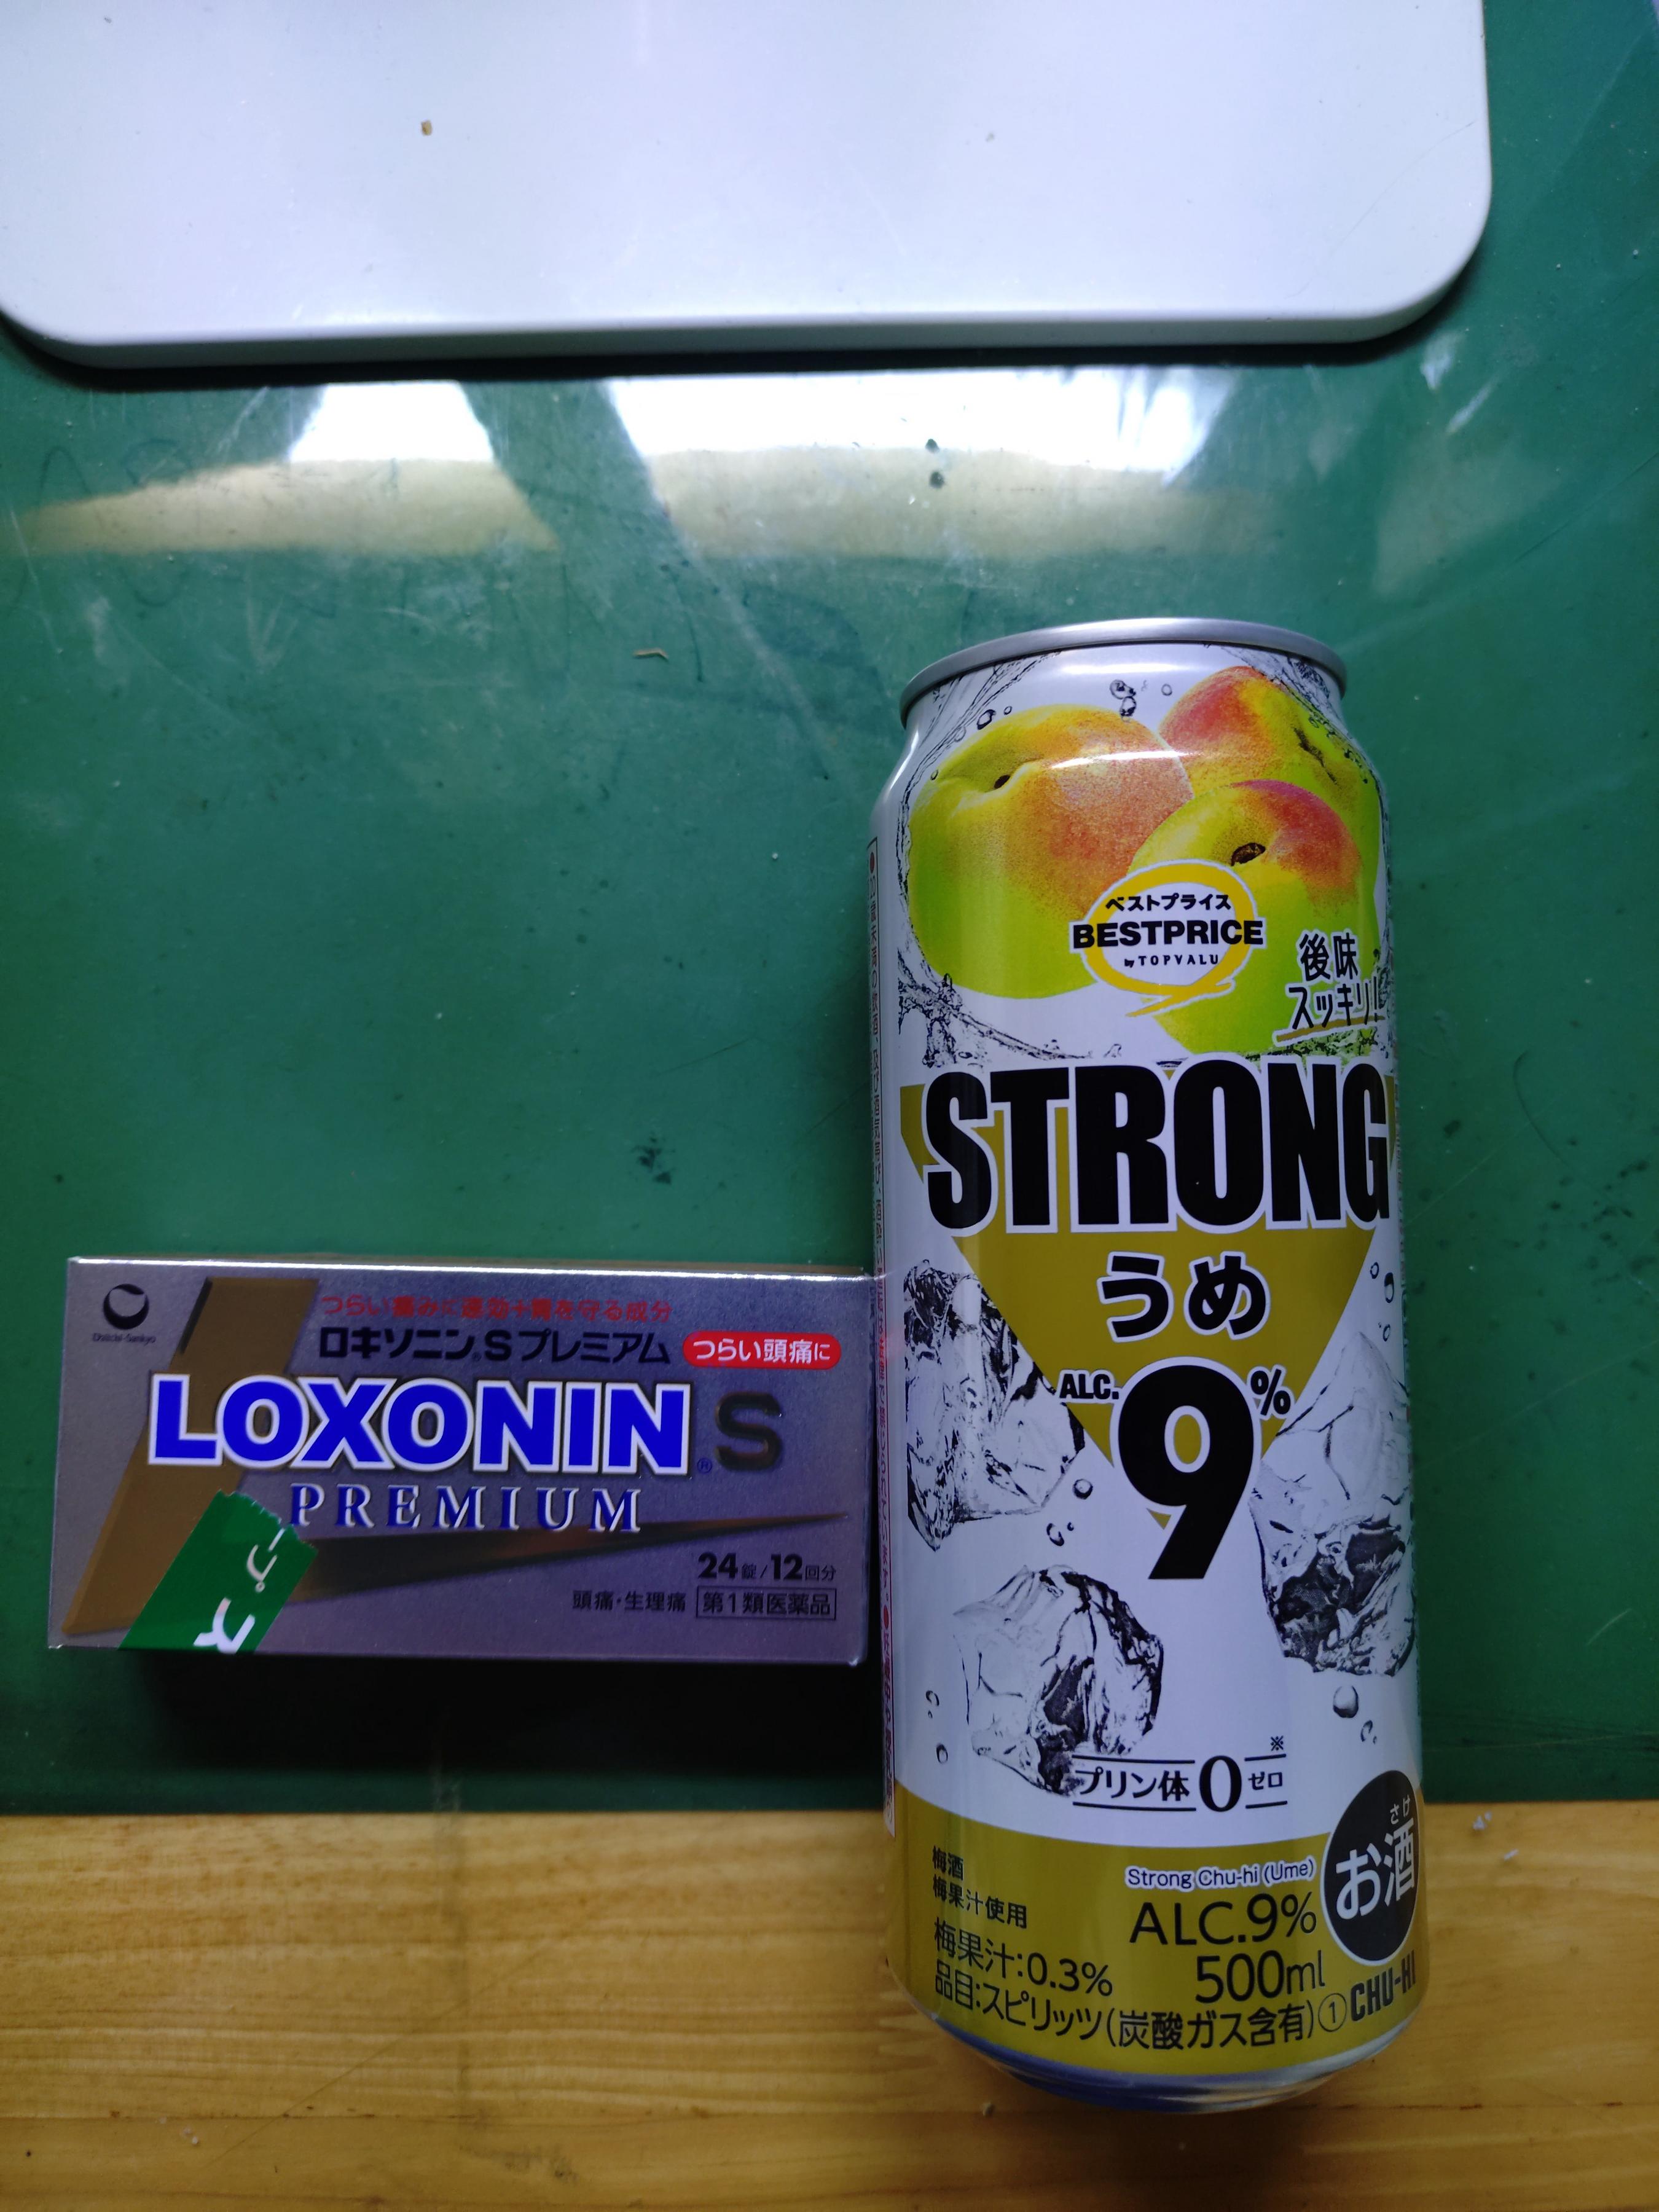 Daiichi-Sankyo
つらい痛みに速効+胃を守る成分
ロキソニン®Sプレミアム
つらい頭痛に
LOXONIN®S
PREMIUM
24錠/12回分
頭痛・生理痛 第1類医薬品
ベストプライス
BESTPRICE
by TOPVALU
後味
スッキリ!
STRONG
うめ
ALC.9%
プリン体0ゼロ※
さけ
お酒
梅酒
梅果汁使用
梅果汁:0.3%
品目:スピリッツ(炭酸ガス含有)①
Strong Chu-hi (Ume)
ALC.9%
500ml
CHU-HI